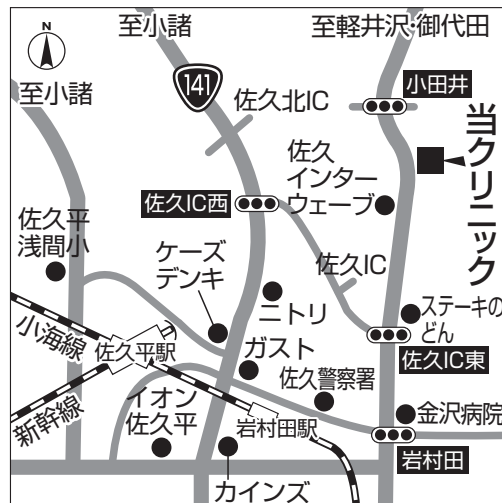 N
至小諸
至軽井沢・御代田
141
小田井
至小諸
佐久北IC
当クリニック
佐久
インター
ウェーブ
佐久IC西
佐久平
浅間小
ケーズ
デンキ
佐久IC
ニトリ
ステーキの
どん
小海線
佐久平駅
ガスト
佐久IC東
佐久警察署
新幹線
イオン
佐久平
岩村田駅
金沢病院
岩村田
カインズ